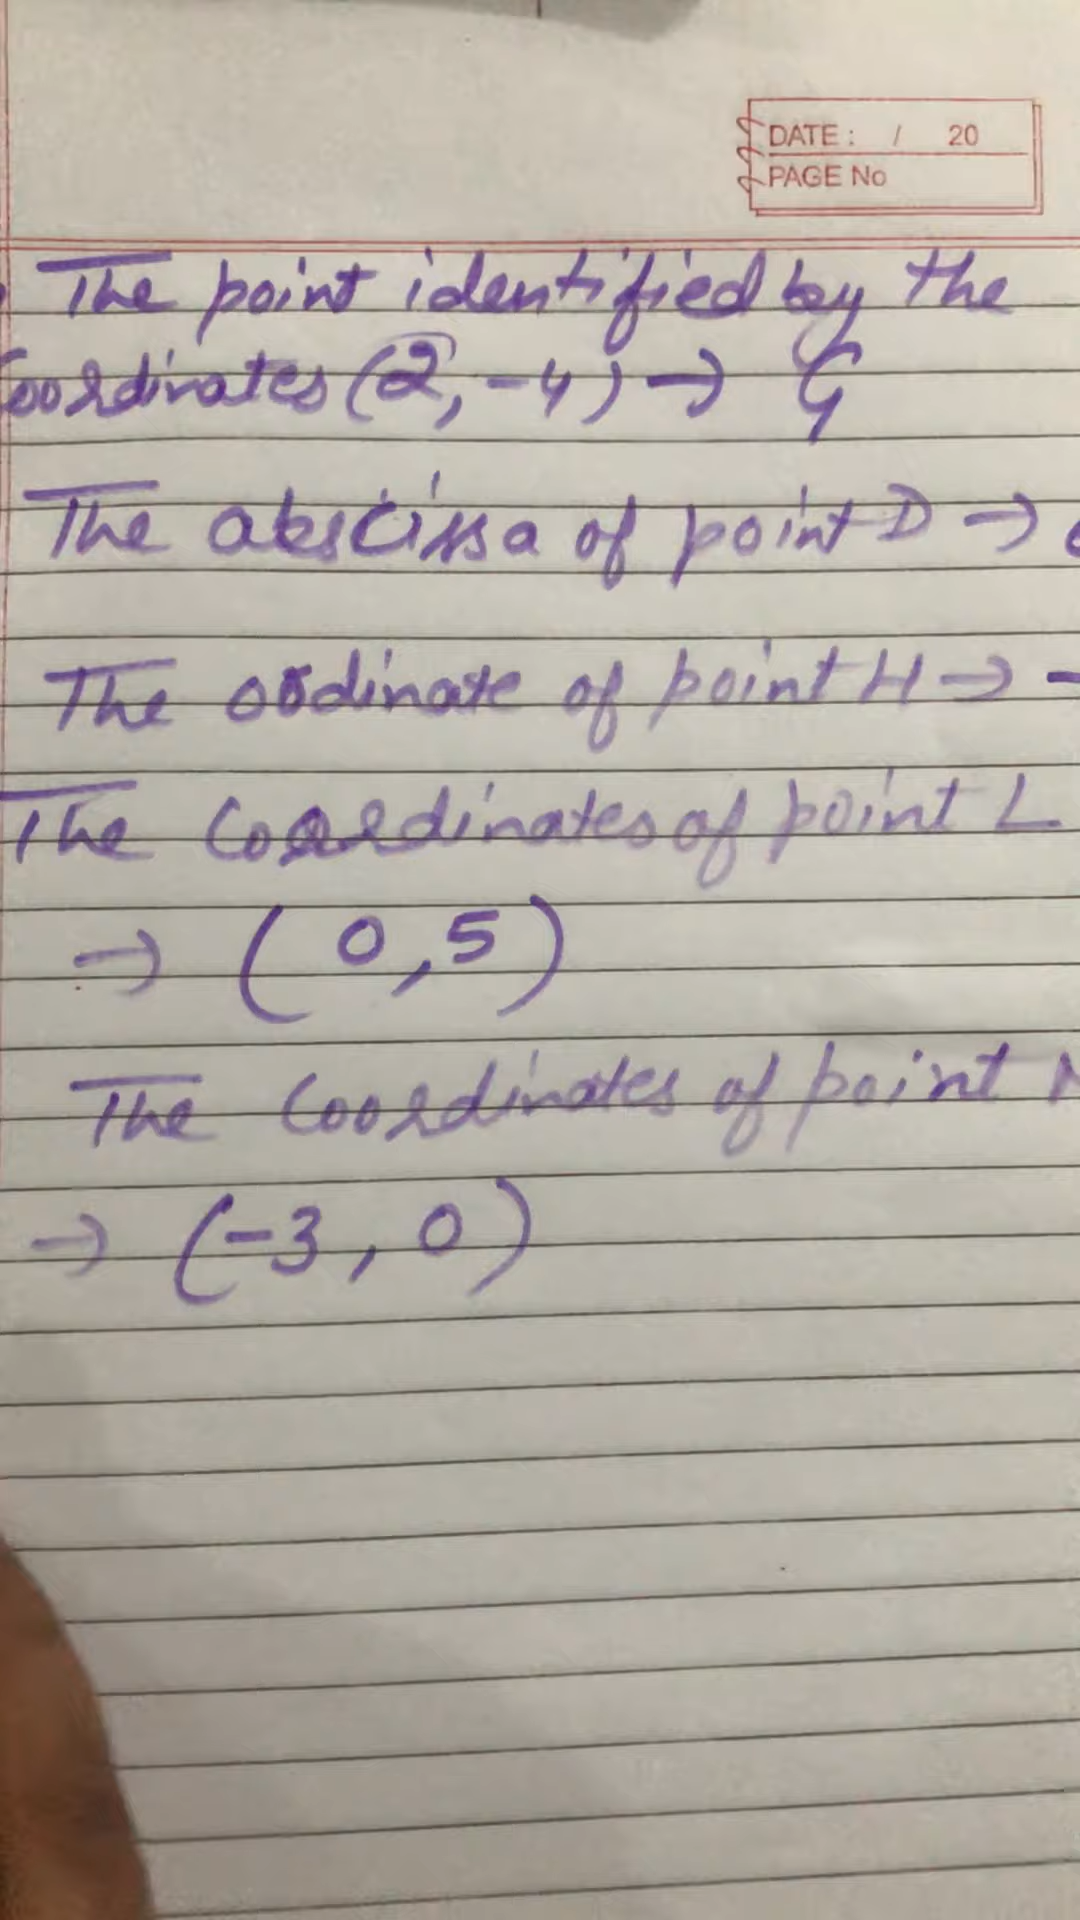 DATE: / 20
PAGE No
The point identified by the
Coordinates (2, -4) → G
The abscissa of point D →
The ordinate of point H → -
The Coordinates of point L
→ (0, 5)
The Coordinates of point
→ (-3, 0)